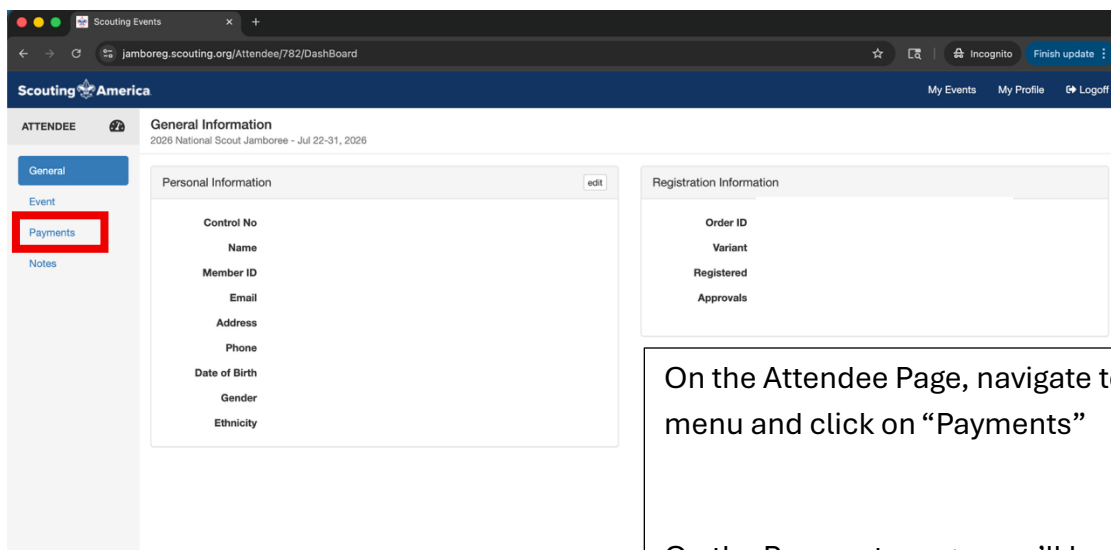 Scouting Events × +
jamboreg.scouting.org/Attendee/782/DashBoard Incognito Finish update
Scouting America My Events My Profile Logoff
ATTENDEE
General Information
2026 National Scout Jamboree - Jul 22-31, 2026
General
Event
Payments
Notes
Personal Information edit
Control No
Name
Member ID
Email
Address
Phone
Date of Birth
Gender
Ethnicity
Registration Information
Order ID
Variant
Registered
Approvals
On the Attendee Page, navigate
menu and click on “Payments”